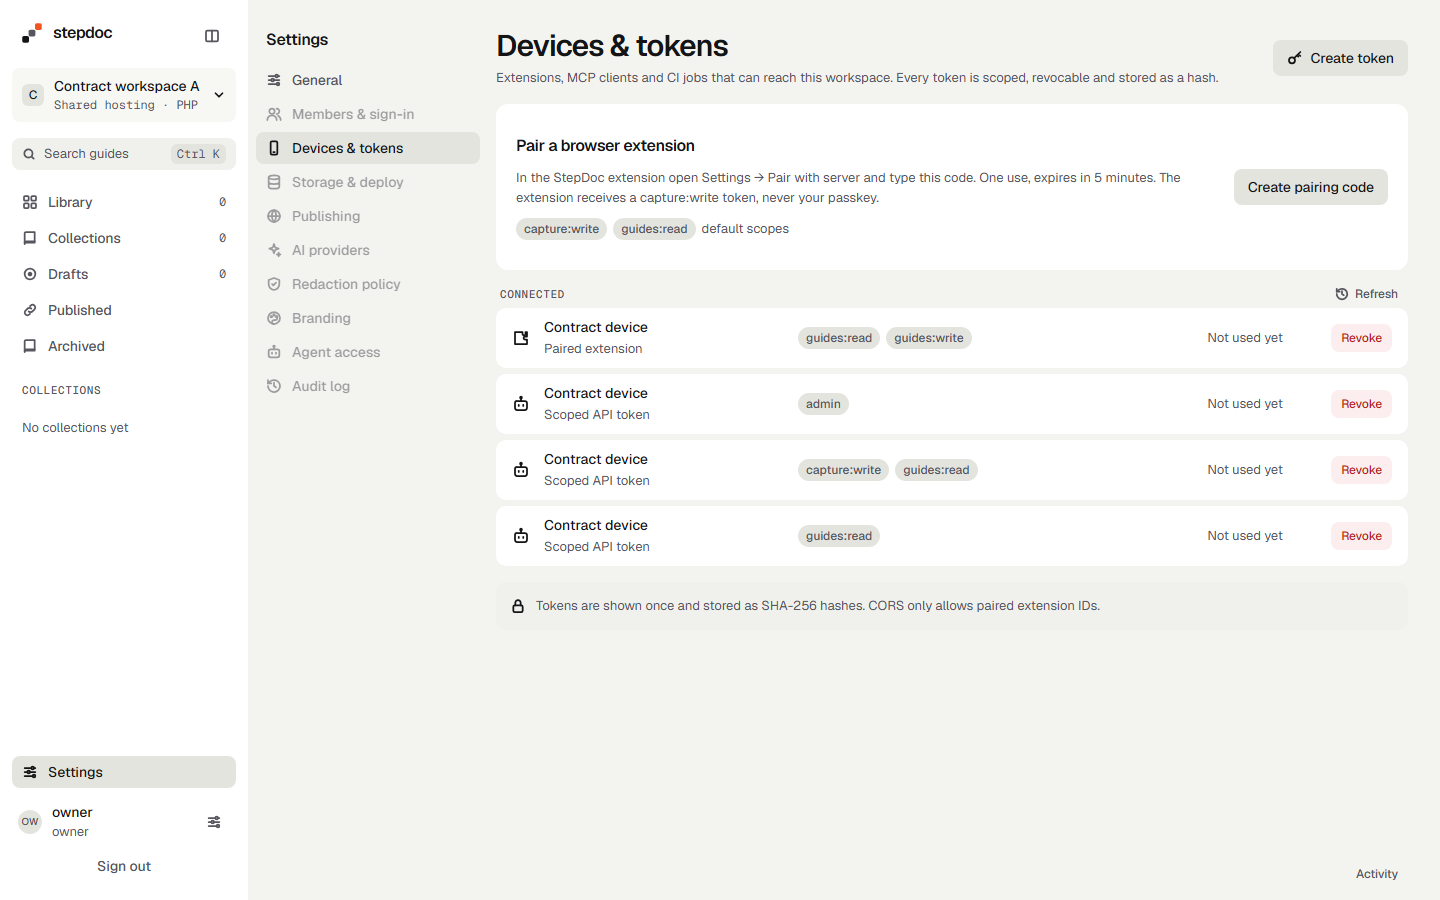 stepdoc
C
Contract workspace A
Shared hosting · PHP
Search guides
Ctrl K
Library
0
Collections
0
Drafts
0
Published
Archived
COLLECTIONS
No collections yet
Settings
OW
owner
owner
Sign out
Settings
General
Members & sign-in
Devices & tokens
Storage & deploy
Publishing
AI providers
Redaction policy
Branding
Agent access
Audit log
Devices & tokens
Extensions, MCP clients and CI jobs that can reach this workspace. Every token is scoped, revocable and stored as a hash.
Create token
Pair a browser extension
In the StepDoc extension open Settings → Pair with server and type this code. One use, expires in 5 minutes. The
extension receives a capture:write token, never your passkey.
capture:write guides:read default scopes
Create pairing code
CONNECTED
Refresh
Contract device
Paired extension
guides:read guides:write
Not used yet
Revoke
Contract device
Scoped API token
admin
Not used yet
Revoke
Contract device
Scoped API token
capture:write guides:read
Not used yet
Revoke
Contract device
Scoped API token
guides:read
Not used yet
Revoke
Tokens are shown once and stored as SHA-256 hashes. CORS only allows paired extension IDs.
Activity